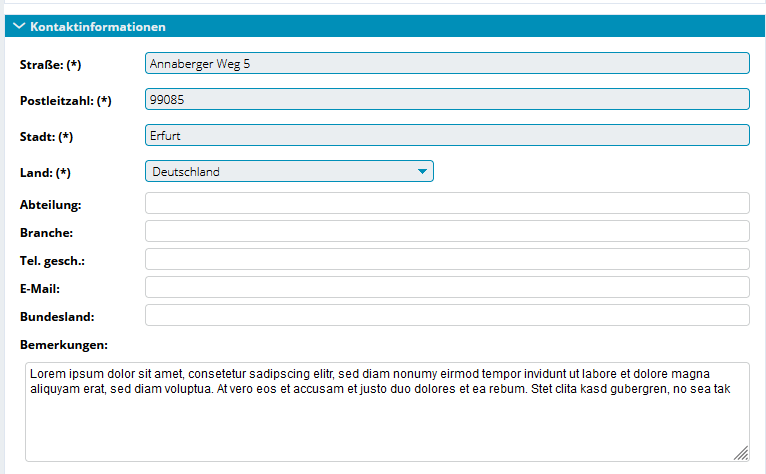 Kontaktinformationen
Straße: (*) Annaberger Weg 5
Postleitzahl: (*) 99085
Stadt: (*) Erfurt
Land: (*) Deutschland
Abteilung:
Branche:
Tel. gesch.:
E-Mail:
Bundesland:
Bemerkungen:
Lorem ipsum dolor sit amet, consetetur sadipscing elitr, sed diam nonumy eirmod tempor invidunt ut labore et dolore magna
aliquyam erat, sed diam voluptua. At vero eos et accusam et justo duo dolores et ea rebum. Stet clita kasd gubergren, no sea tak